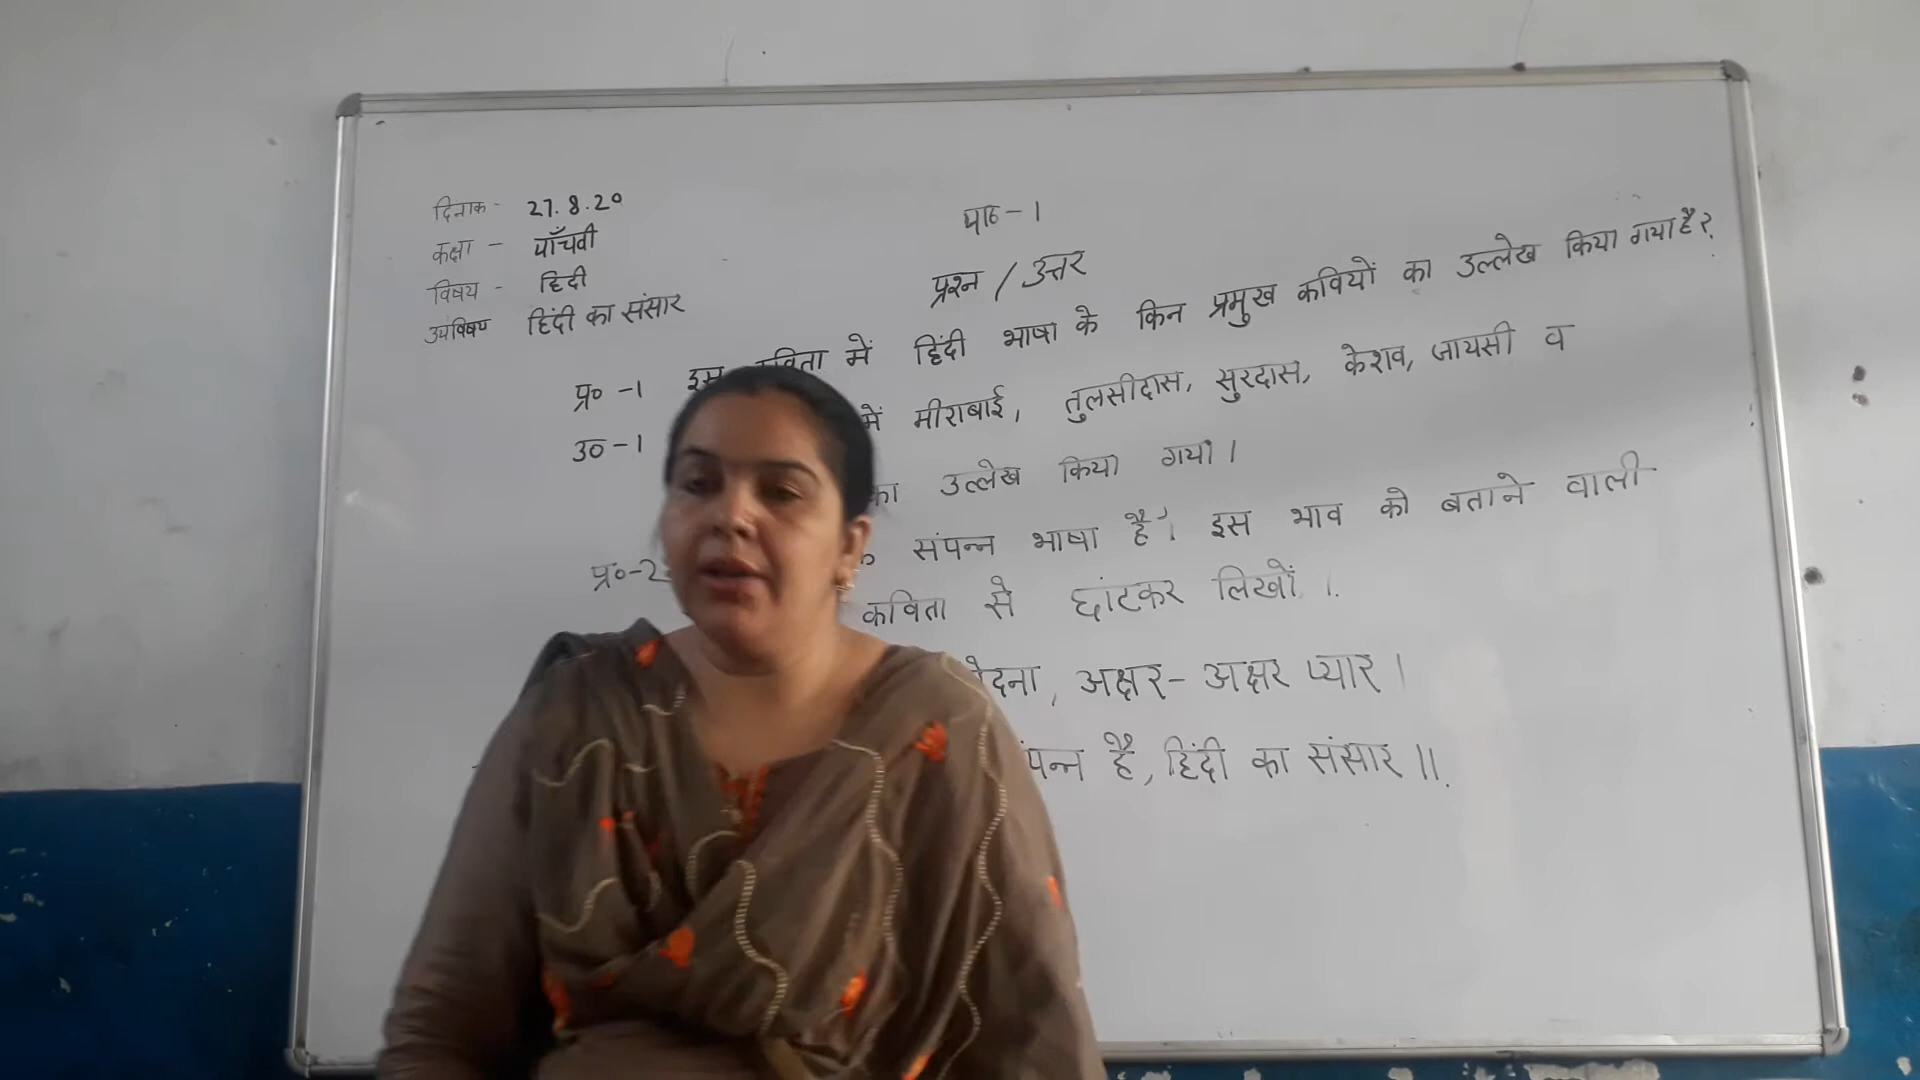 दिनाक - 27.8.20
कक्षा - पाँचवी
विषय - हिंदी
उपविषय हिंदी का संसार
पाठ - 1
प्रश्न / उत्तर
प्र० -1 इस कविता में हिंदी भाषा के किन प्रमुख कवियों का उल्लेख किया गया है?
उ० -1 में मीराबाई, तुलसीदास, सुरदास, केशव, जायसी व
का उल्लेख किया गया।
प्र० -2 संपन्न भाषा है। इस भाव को बताने वाली
कविता से छांटकर लिखों।
अक्षर - अक्षर प्यार।
है, हिंदी का संसार॥